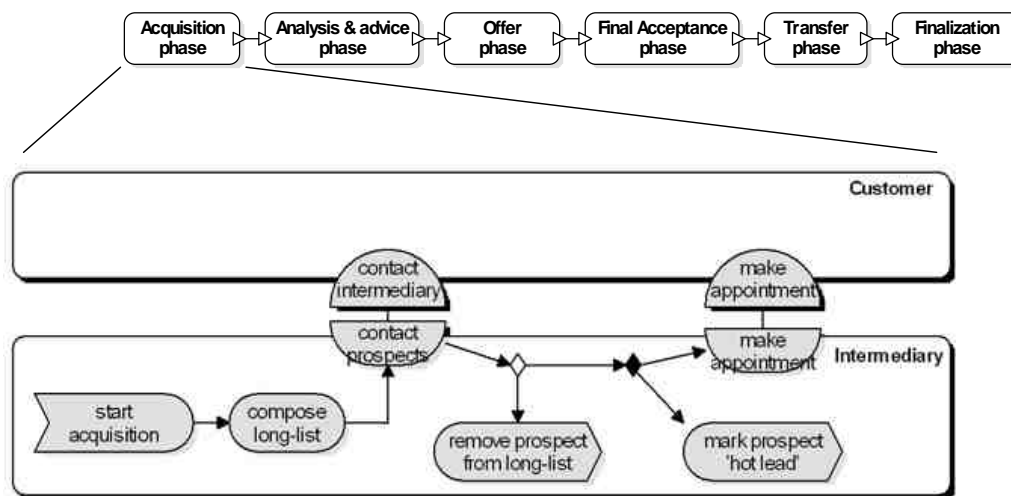 Acquisition
phase
Analysis & advice
phase
Offer
phase
Final Acceptance
phase
Transfer
phase
Finalization
phase
Customer
contact
intermediary
make
appointment
contact
prospects
make
appointment
Intermediary
start
acquisition
compose
long-list
remove prospect
from long-list
mark prospect
'hot lead'